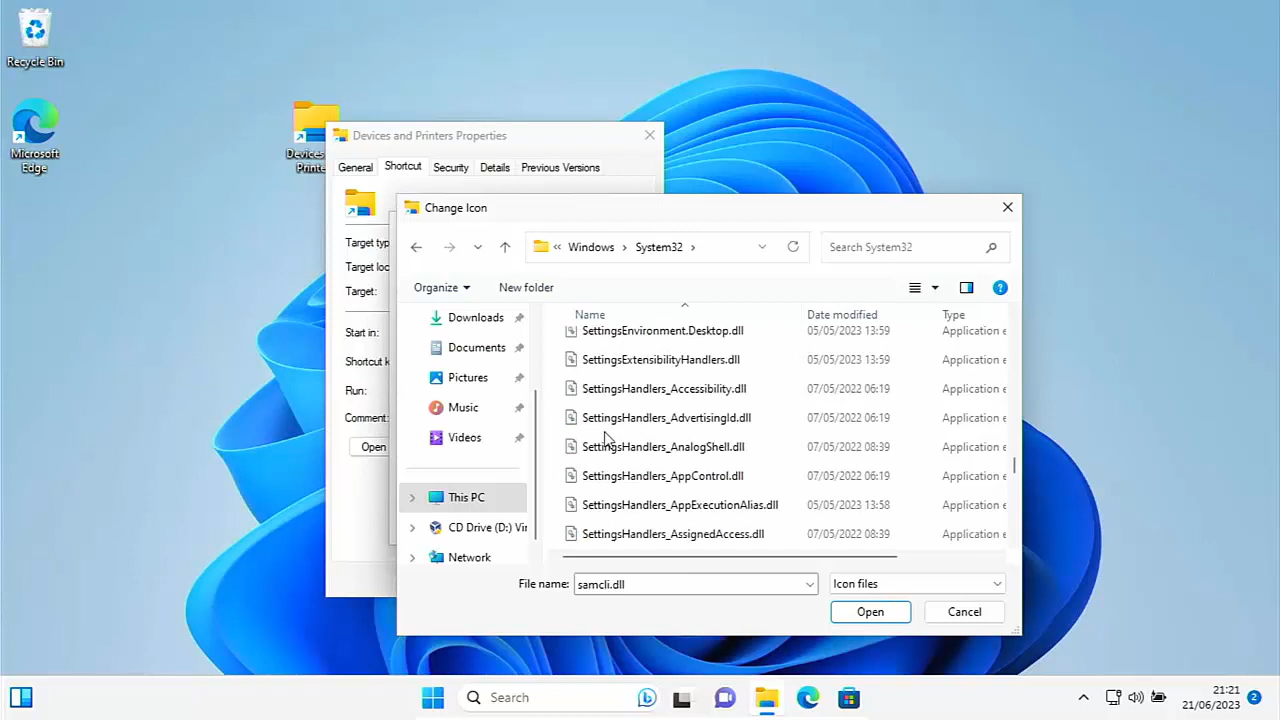 Recycle Bin
Microsoft
Edge
Devices
Printe
Devices and Printers Properties
General
Shortcut
Security
Details
Previous Versions
Target typ
Target loc
Target:
Start in:
Shortcut k
Run:
Comment:
Open
Change Icon
« Windows > System32 >
Search System32
Organize
New folder
Downloads
Documents
Pictures
Music
Videos
This PC
CD Drive (D:) Vir
Network
Name Date modified Type
SettingsEnvironment.Desktop.dll 05/05/2023 13:59 Application e
SettingsExtensibilityHandlers.dll 05/05/2023 13:59 Application e
SettingsHandlers_Accessibility.dll 07/05/2022 06:19 Application e
SettingsHandlers_AdvertisingId.dll 07/05/2022 06:19 Application e
SettingsHandlers_AnalogShell.dll 07/05/2022 08:39 Application e
SettingsHandlers_AppControl.dll 07/05/2022 06:19 Application e
SettingsHandlers_AppExecutionAlias.dll 05/05/2023 13:58 Application e
SettingsHandlers_AssignedAccess.dll 07/05/2022 08:39 Application e
File name: samcli.dll
Icon files
Open
Cancel
Search
21:21
21/06/2023
2